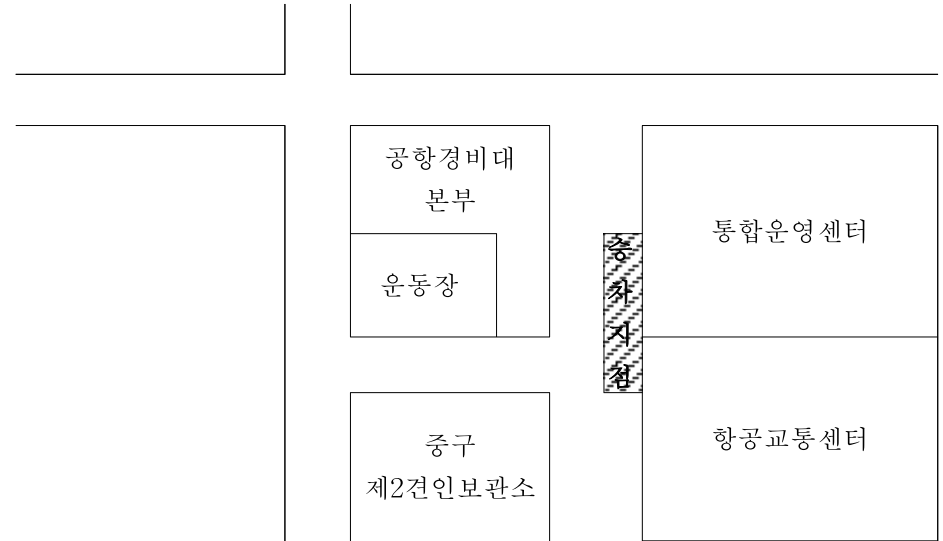 공항경비대
본부
통합운영센터
운동장
승
차
지
점
중구
제2견인보관소
항공교통센터